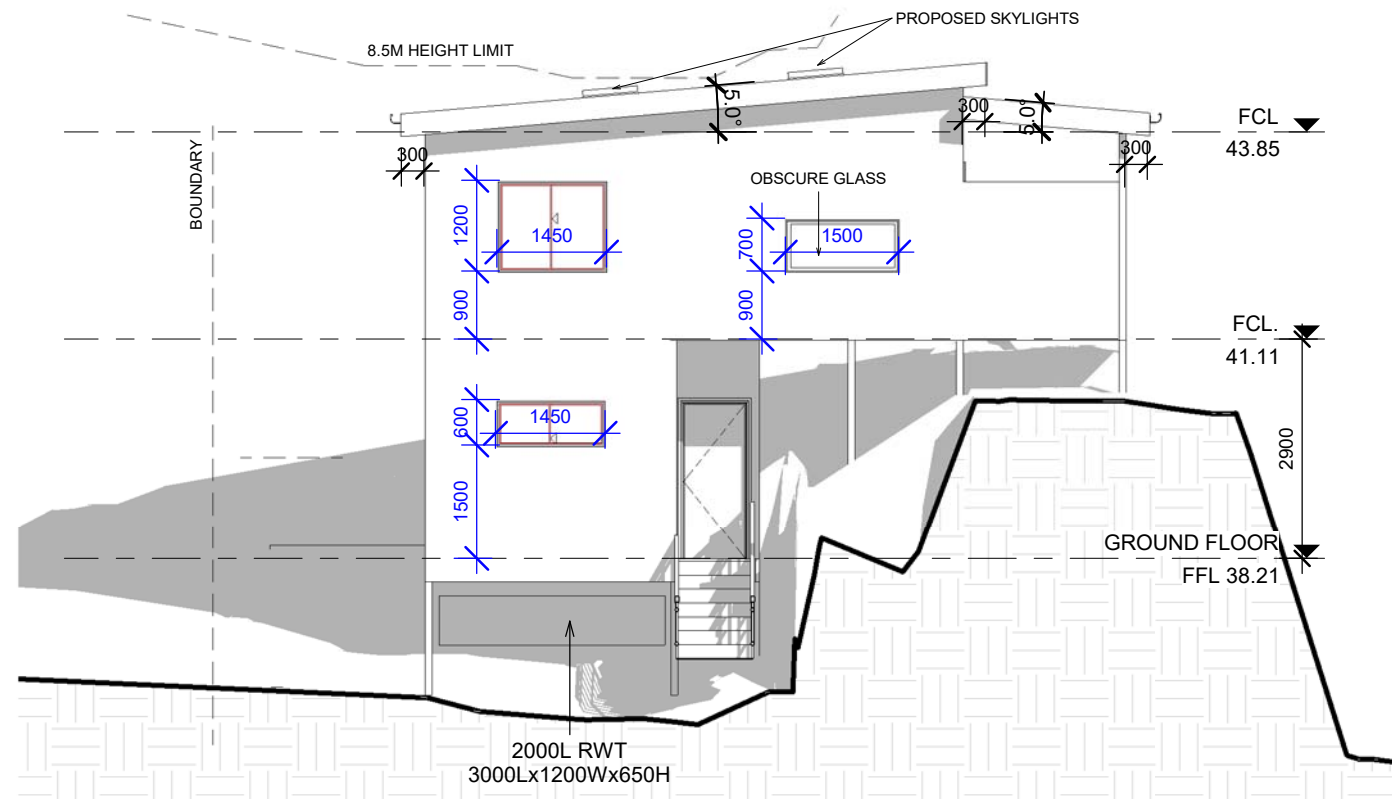 PROPOSED SKYLIGHTS
8.5M HEIGHT LIMIT
5.0°
300
5.0°
FCL
43.85
300
300
BOUNDARY
OBSCURE GLASS
1200
1450
700
1500
900
900
FCL.
41.11
600
1450
2900
1500
GROUND FLOOR
FFL 38.21
2000L RWT
3000Lx1200Wx650H